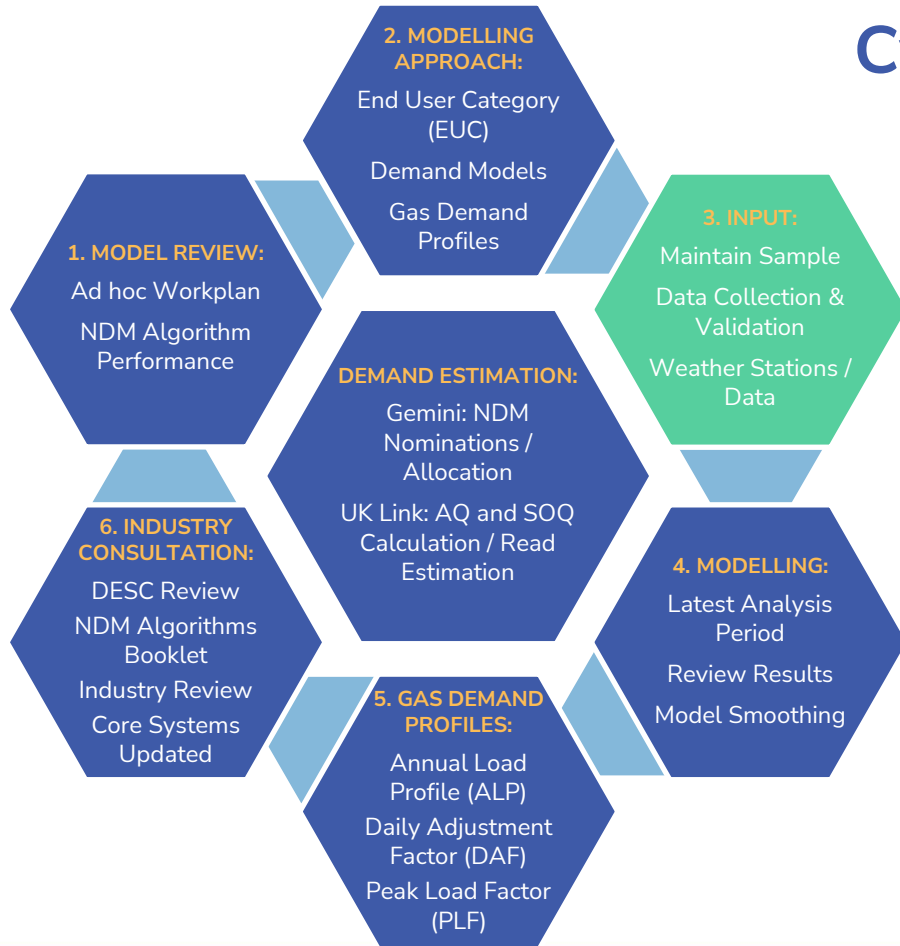 2. MODELLING
APPROACH:
End User Category
(EUC)
Demand Models
Gas Demand
Profiles
1. MODEL REVIEW:
Ad hoc Workplan
NDM Algorithm
Performance
3. INPUT:
Maintain Sample
Data Collection &
Validation
Weather Stations /
Data
DEMAND ESTIMATION:
Gemini: NDM
Nominations /
Allocation
UK Link: AQ and SOQ
Calculation / Read
Estimation
6. INDUSTRY
CONSULTATION:
DESC Review
NDM Algorithms
Booklet
Industry Review
Core Systems
Updated
4. MODELLING:
Latest Analysis
Period
Review Results
Model Smoothing
5. GAS DEMAND
PROFILES:
Annual Load
Profile (ALP)
Daily Adjustment
Factor (DAF)
Peak Load Factor
(PLF)